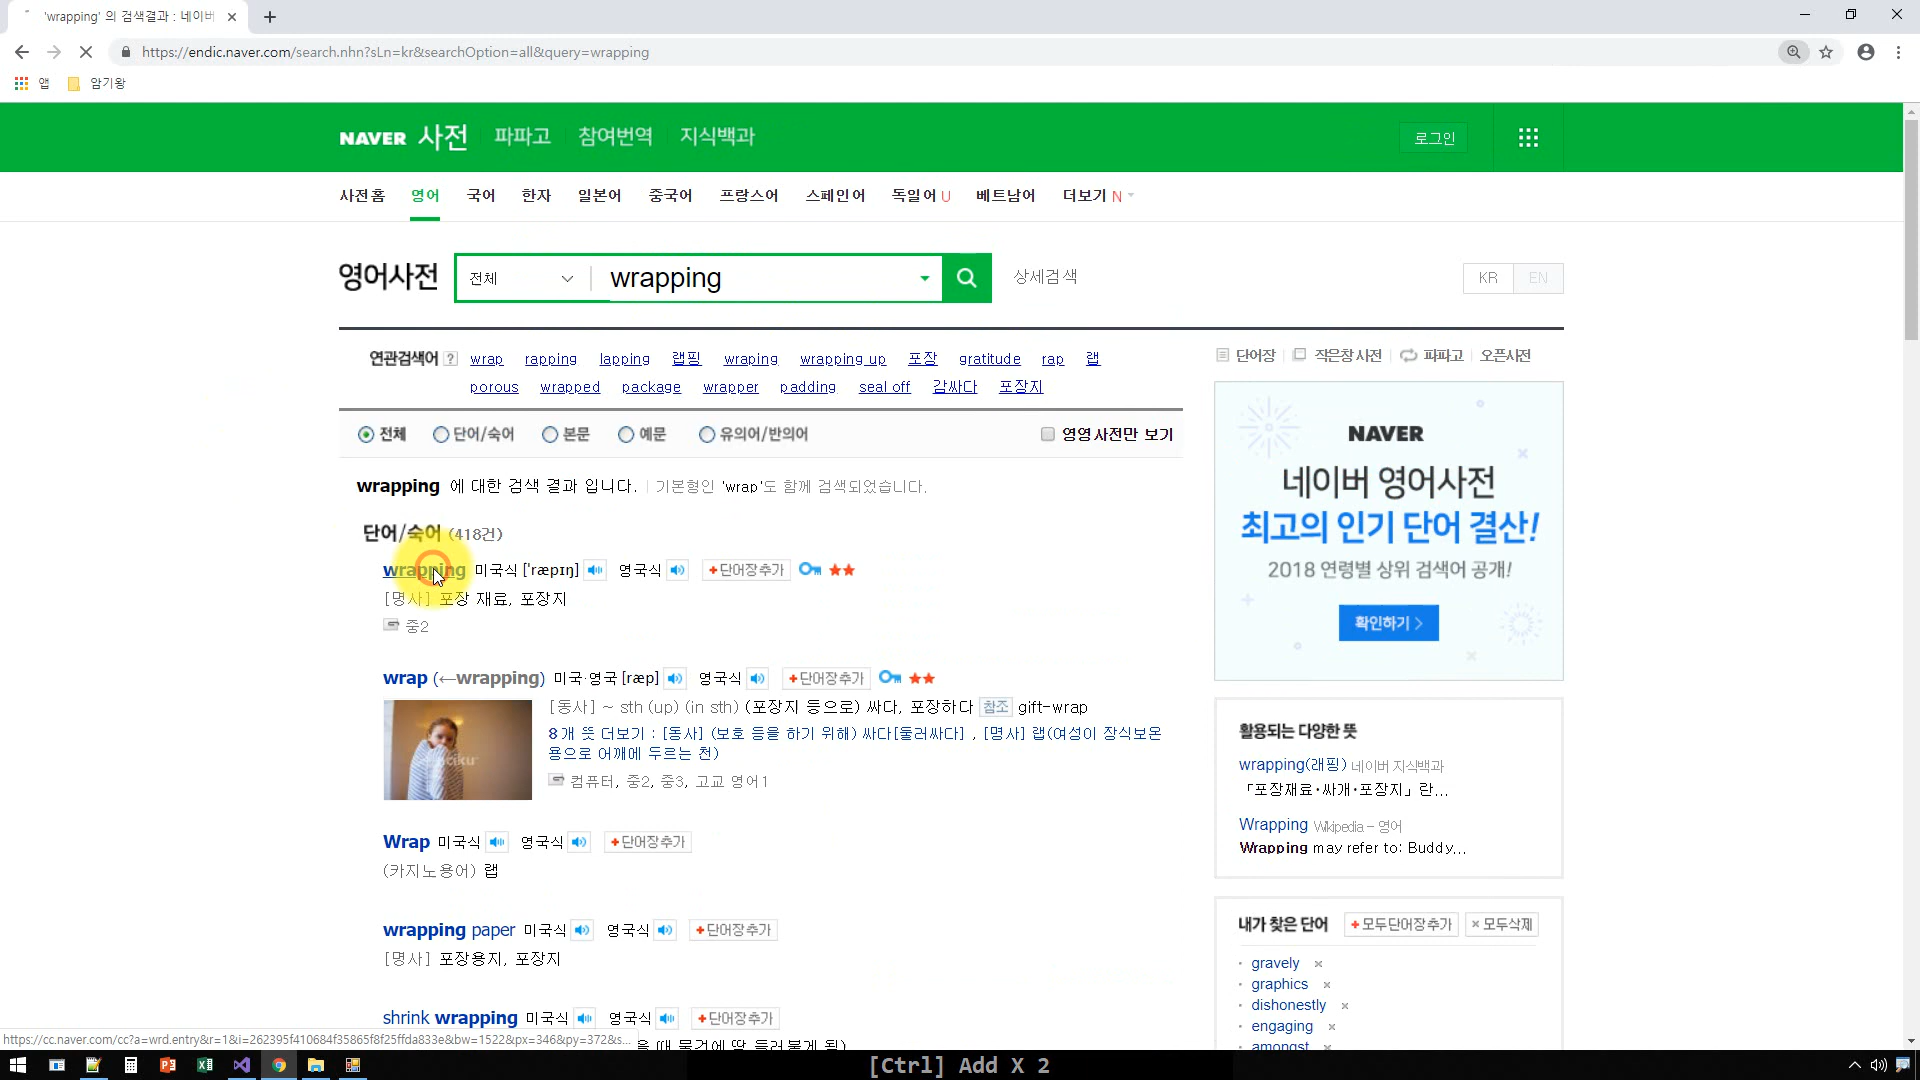 'wrapping' 의 검색결과 : 네이버
https://endic.naver.com/search.nhn?sLn=kr&searchOption=all&query=wrapping
앱 암기왕
NAVER 사전 파파고 참여번역 지식백과 로그인
사전홈 영어 국어 한자 일본어 중국어 프랑스어 스페인어 독일어 U 베트남어 더보기 N
영어사전 전체 wrapping 상세검색 KR EN
연관검색어 ? wrap rapping lapping 랩핑 wraping wrapping up 포장 gratitude rap 랩
porous wrapped package wrapper padding seal off 감싸다 포장지
단어장 작은창사전 파파고 오픈사전
전체 단어/숙어 본문 예문 유의어/반의어 영영사전만 보기
wrapping 에 대한 검색 결과 입니다. 기본형인 'wrap'도 함께 검색되었습니다.
단어/숙어 (418건)
wrapping 미국식 ['ræpɪŋ] 영국식 +단어장추가 ★★
[명사] 포장 재료, 포장지
중2
wrap (←wrapping) 미국·영국 [ræp] 영국식 +단어장추가 ★★
[동사] ~ sth (up) (in sth) (포장지 등으로) 싸다, 포장하다 참조 gift-wrap
8개 뜻 더보기 : [동사] (보호 등을 하기 위해) 싸다[둘러싸다] , [명사] 랩(여성이 장식보온
용으로 어깨에 두르는 천)
컴퓨터, 중2, 중3, 고교 영어1
Wrap 미국식 영국식 +단어장추가
(카지노용어) 랩
wrapping paper 미국식 영국식 +단어장추가
[명사] 포장용지, 포장지
shrink wrapping 미국식 영국식 +단어장추가
NAVER
네이버 영어사전
최고의 인기 단어 결산!
2018 연령별 상위 검색어 공개!
확인하기 >
활용되는 다양한 뜻
wrapping(래핑) 네이버 지식백과
「포장재료·싸개·포장지」란...
Wrapping Wikipedia - 영어
Wrapping may refer to: Buddy...
내가 찾은 단어 +모두단어장추가 ×모두삭제
· gravely ×
· graphics ×
· dishonestly ×
· engaging ×
· amongst ×
https://cc.naver.com/cc?a=wrd.entry&r=1&i=262395f410684f35865f8f25ffda833e&bw=1522&px=346&py=372&s...
[Ctrl] Add X 2